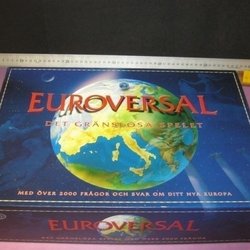 EUROVERSAL
DET GRÄNSLÖSA SPELET
MED ÖVER 2000 FRÅGOR OCH SVAR OM DITT NYA EUROPA
EUROVERSAL